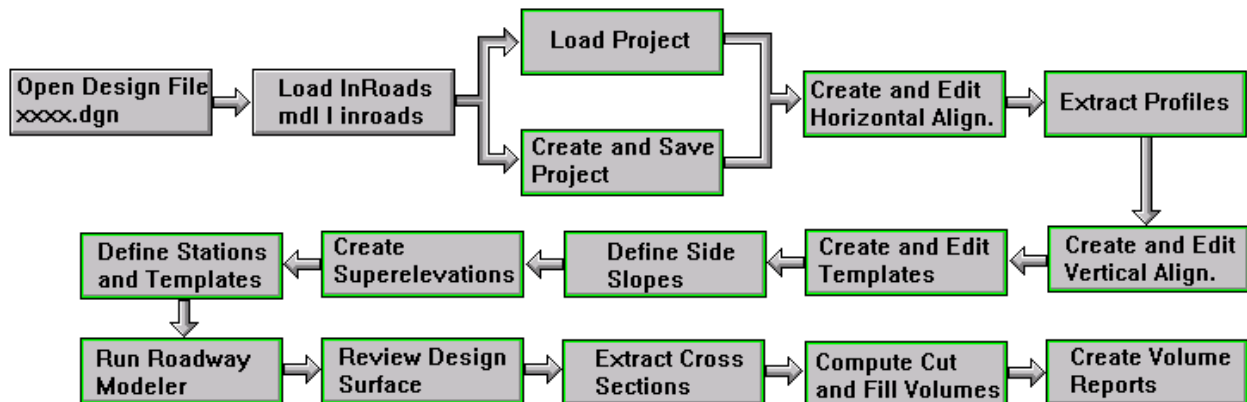 Open Design File
xxxx.dgn
Load InRoads
mdl l inroads
Load Project
Create and Save
Project
Create and Edit
Horizontal Align.
Extract Profiles
Create and Edit
Vertical Align.
Create and Edit
Templates
Define Side
Slopes
Create
Superelevations
Define Stations
and Templates
Run Roadway
Modeler
Review Design
Surface
Extract Cross
Sections
Compute Cut
and Fill Volumes
Create Volume
Reports